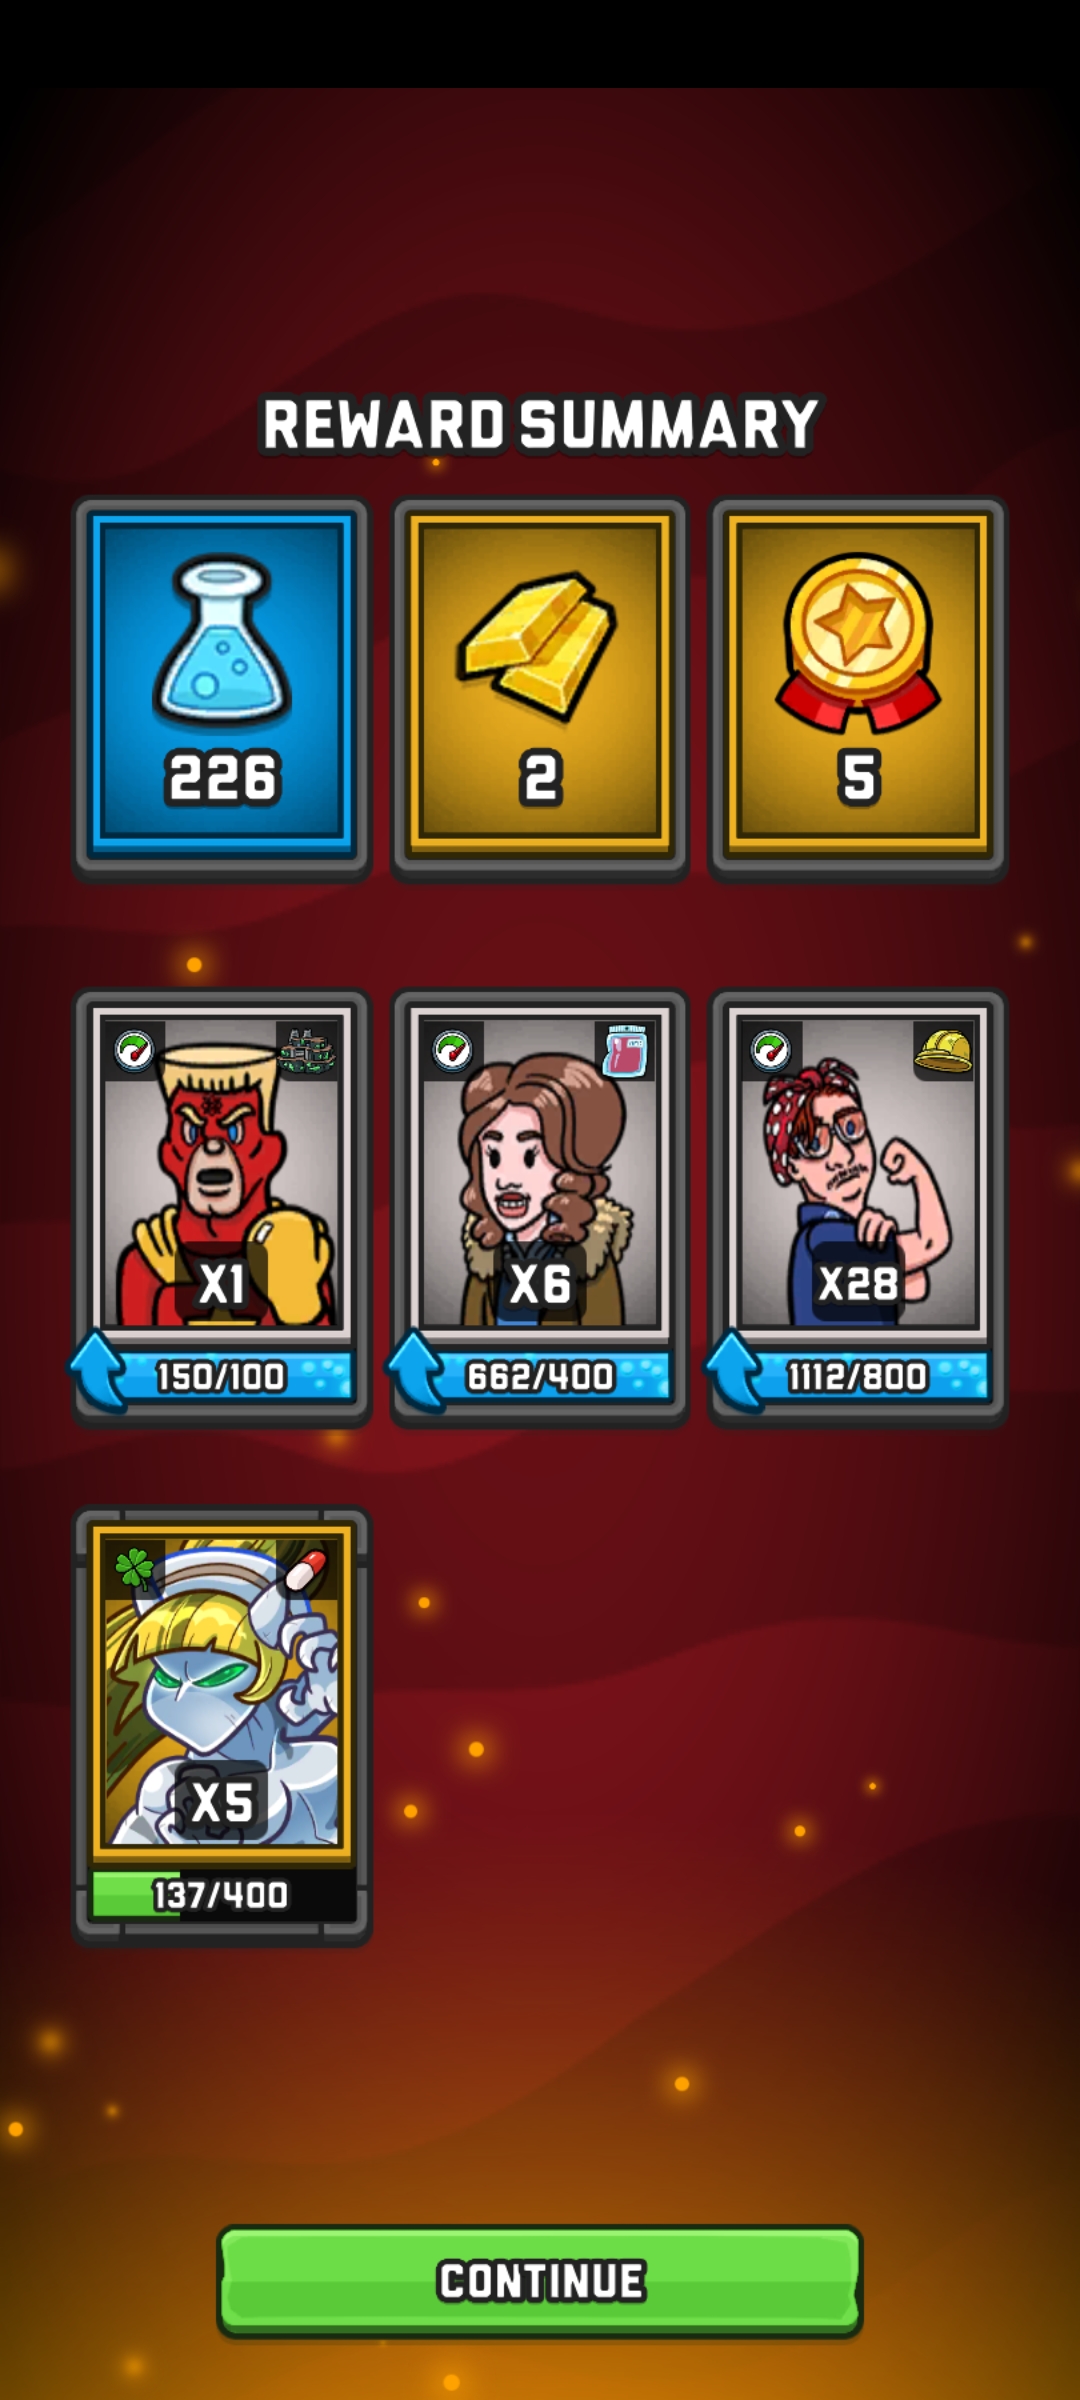 REWARD SUMMARY
226
2
5
X1
X6
X28
150/100
662/400
1112/800
X5
137/400
CONTINUE